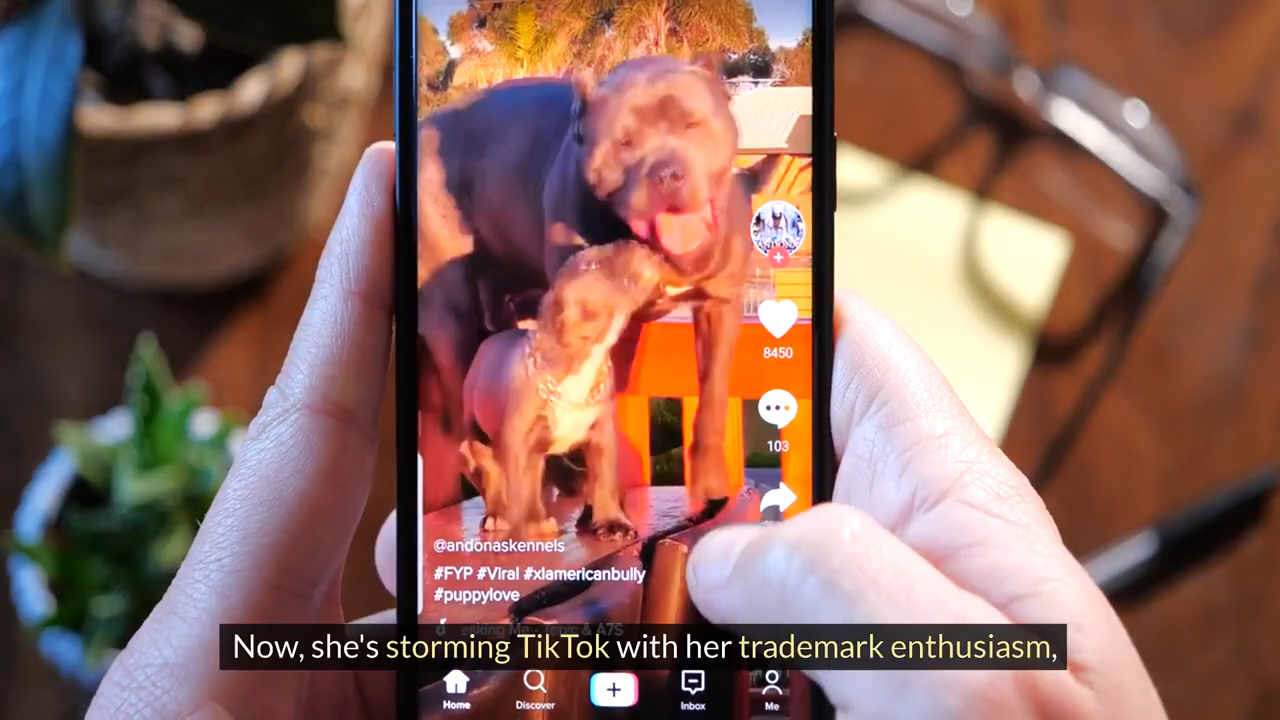 8450
103
@andonaskennels
#FYP #Viral #xlamericanbully
#puppylove
Now, she's storming TikTok with her trademark enthusiasm,
Home
Discover
Inbox
Me